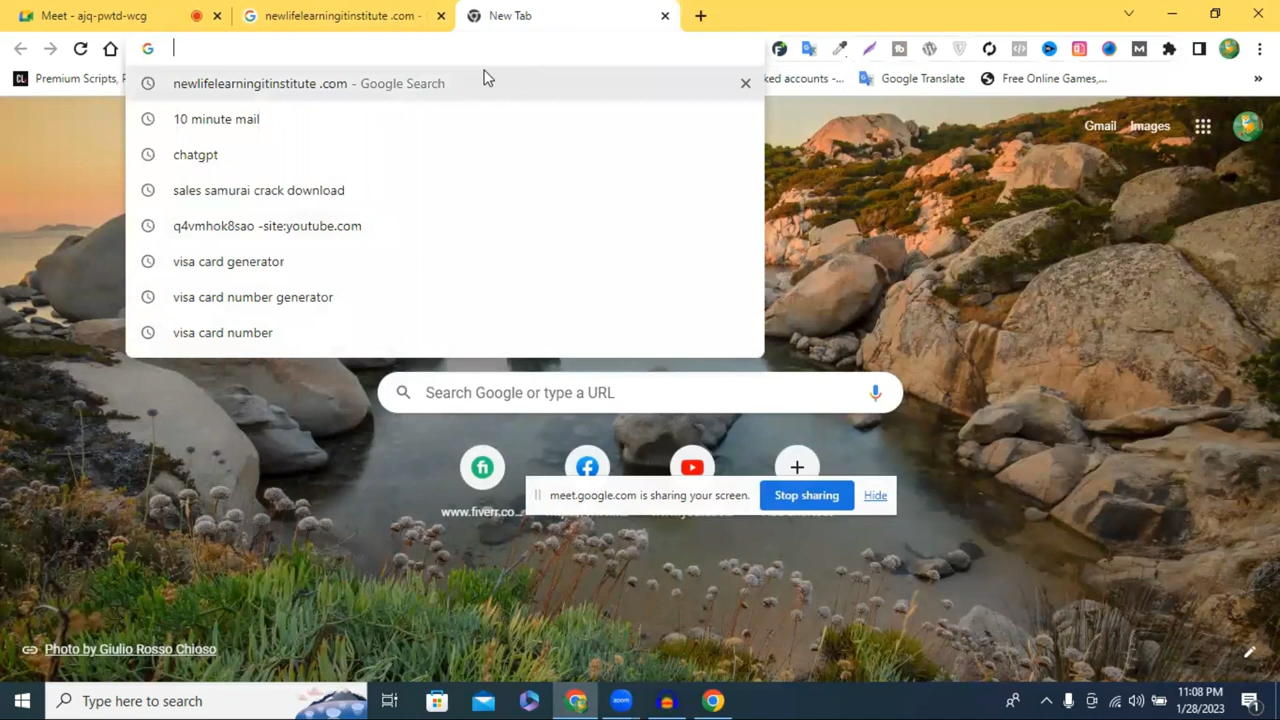 Meet - ajq-pwtd-wcg
newlifelearningitinstitute .com -
New Tab
Premium Scripts, P
ked accounts -...
Google Translate
Free Online Games,...
»
newlifelearningitinstitute .com - Google Search
10 minute mail
chatgpt
sales samurai crack download
q4vmhok8sao -site:youtube.com
visa card generator
visa card number generator
visa card number
Gmail
Images
Search Google or type a URL
meet.google.com is sharing your screen.
Stop sharing
Hide
www.fiverr.co...
Photo by Giulio Rosso Chioso
Type here to search
zoom
11:08 PM
1/28/2023
1